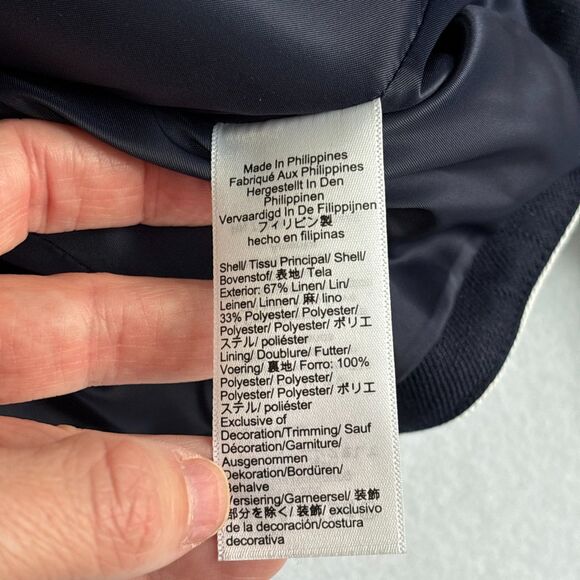 Made In Philippines
Fabriqué Aux Philippines
Hergestellt In Den
Philippinen
Vervaardigd In De Filippijnen
フィリピン製
hecho en filipinas
Shell/ Tissu Principal/ Shell/
Bovenstof/ 表地/ Tela
Exterior: 67% Linen/ Lin/
Leinen/ Linnen/ 麻/ lino
33% Polyester/ Polyester/
Polyester/ Polyester/ ポリエ
ステル/ poliéster
Lining/ Doublure/ Futter/
Voering/ 裏地/ Forro: 100%
Polyester/ Polyester/
Polyester/ Polyester/ ポリエ
ステル/ poliéster
Exclusive of
Decoration/Trimming/ Sauf
Décoration/Garniture/
Ausgenommen
Dekoration/Bordüren/
Behalve
Versiering/Garneersel/ 装飾
部分を除く/ 装飾/ exclusivo
de la decoración/costura
decorativa